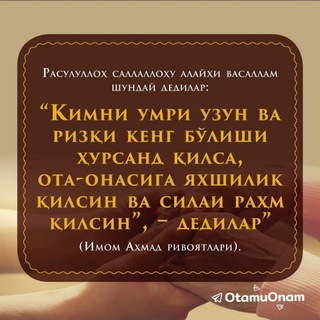 Расулуллоҳ саллаллоҳу алайҳи васаллам
шундай дедилар:
“Кимни умри узун ва
ризқи кенг бўлиши
хурсанд қилса,
ота-онасига яхшилик
қилсин ва силаи раҳм
қилсин”, – дедилар”
(Имом Аҳмад ривоятлари).
OtamuOnam